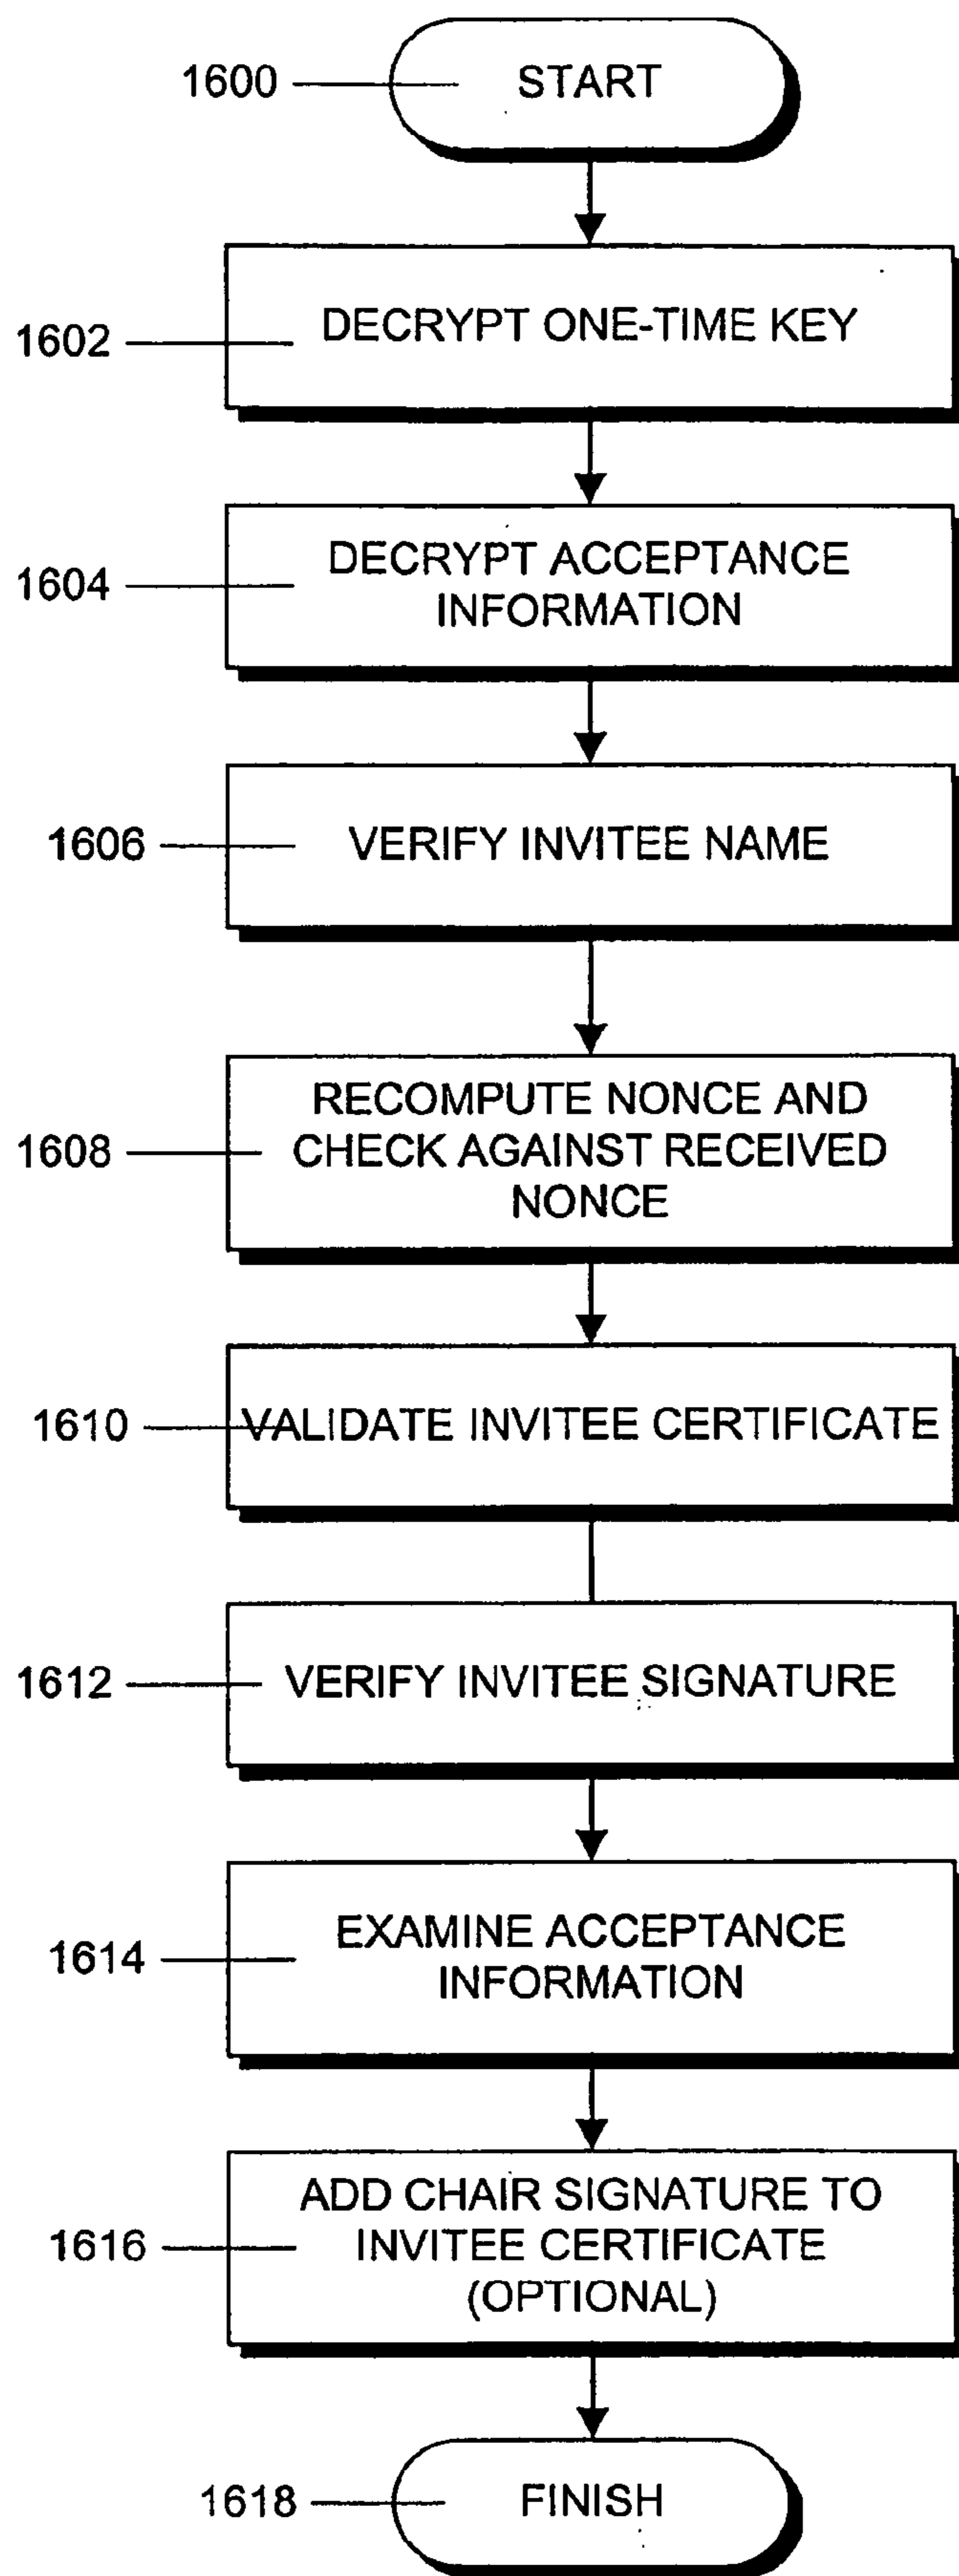 1600
START
1602
DECRYPT ONE-TIME KEY
1604
DECRYPT ACCEPTANCE
INFORMATION
1606
VERIFY INVITEE NAME
1608
RECOMPUTE NONCE AND
CHECK AGAINST RECEIVED
NONCE
1610
VALIDATE INVITEE CERTIFICATE
1612
VERIFY INVITEE SIGNATURE
1614
EXAMINE ACCEPTANCE
INFORMATION
1616
ADD CHAIR SIGNATURE TO
INVITEE CERTIFICATE
(OPTIONAL)
1618
FINISH